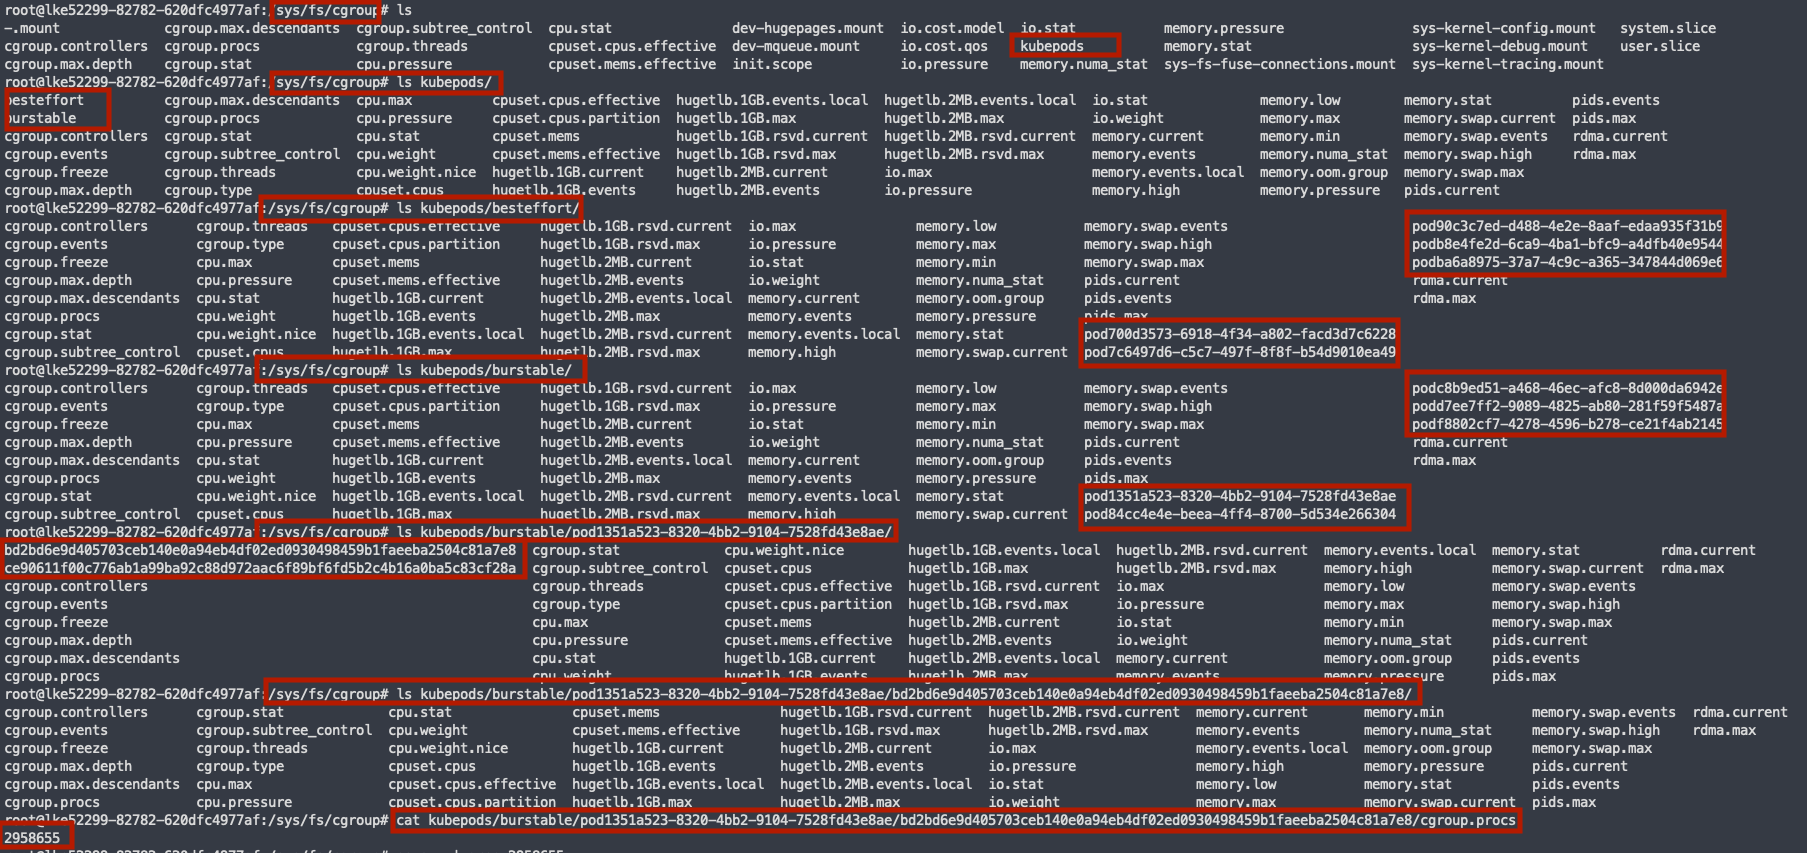 root@lke52299-82782-620dfc4977af:/sys/fs/cgroup# ls
-.mount cgroup.max.descendants cgroup.subtree_control cpu.stat dev-hugepages.mount io.cost.model io.stat memory.pressure sys-kernel-config.mount system.slice
cgroup.controllers cgroup.procs cgroup.threads cpuset.cpus.effective dev-mqueue.mount io.cost.qos kubepods memory.stat sys-kernel-debug.mount user.slice
cgroup.max.depth cgroup.stat cpu.pressure cpuset.mems.effective init.scope io.pressure memory.numa_stat sys-fs-fuse-connections.mount sys-kernel-tracing.mount
root@lke52299-82782-620dfc4977af:/sys/fs/cgroup# ls kubepods/
besteffort cgroup.max.descendants cpu.max cpuset.cpus.effective hugetlb.1GB.events.local hugetlb.2MB.events.local io.stat memory.low memory.stat pids.events
burstable cgroup.procs cpu.pressure cpuset.cpus.partition hugetlb.1GB.max hugetlb.2MB.max io.weight memory.max memory.swap.current pids.max
cgroup.controllers cgroup.stat cpu.stat cpuset.mems hugetlb.1GB.rsvd.current hugetlb.2MB.rsvd.current memory.current memory.min memory.swap.events rdma.current
cgroup.events cgroup.subtree_control cpu.weight cpuset.mems.effective hugetlb.1GB.rsvd.max hugetlb.2MB.rsvd.max memory.events memory.numa_stat memory.swap.high rdma.max
cgroup.freeze cgroup.threads cpu.weight.nice hugetlb.1GB.current hugetlb.2MB.current io.max memory.events.local memory.oom.group memory.swap.max
cgroup.max.depth cgroup.type cpuset.cpus hugetlb.1GB.events hugetlb.2MB.events io.pressure memory.high memory.pressure pids.current
root@lke52299-82782-620dfc4977af:/sys/fs/cgroup# ls kubepods/besteffort/
cgroup.controllers cgroup.threads cpuset.cpus.effective hugetlb.1GB.rsvd.current io.max memory.low memory.swap.events pod90c3c7ed-d488-4e2e-8aaf-edaa935f31b9
cgroup.events cgroup.type cpuset.cpus.partition hugetlb.1GB.rsvd.max io.pressure memory.max memory.swap.high podb8e4fe2d-6ca9-4ba1-bfc9-a4dfb40e9544
cgroup.freeze cpu.max cpuset.mems hugetlb.2MB.current io.stat memory.min memory.swap.max podba6a8975-37a7-4c9c-a365-347844d069e6
cgroup.max.depth cpu.pressure cpuset.mems.effective hugetlb.2MB.events io.weight memory.numa_stat pids.current rdma.current
cgroup.max.descendants cpu.stat hugetlb.1GB.current hugetlb.2MB.events.local memory.current memory.oom.group pids.events rdma.max
cgroup.procs cpu.weight hugetlb.1GB.events hugetlb.2MB.max memory.events memory.pressure pids.max
cgroup.stat cpu.weight.nice hugetlb.1GB.events.local hugetlb.2MB.rsvd.current memory.events.local memory.stat pod700d3573-6918-4f34-a802-facd3d7c6228
cgroup.subtree_control cpuset.cpus hugetlb.1GB.max hugetlb.2MB.rsvd.max memory.high memory.swap.current pod7c6497d6-c5c7-497f-8f8f-b54d9010ea49
root@lke52299-82782-620dfc4977af:/sys/fs/cgroup# ls kubepods/burstable/
cgroup.controllers cgroup.threads cpuset.cpus.effective hugetlb.1GB.rsvd.current io.max memory.low memory.swap.events podc8b9ed51-a468-46ec-afc8-8d000da6942e
cgroup.events cgroup.type cpuset.cpus.partition hugetlb.1GB.rsvd.max io.pressure memory.max memory.swap.high podd7ee7ff2-9089-4825-ab80-281f59f5487a
cgroup.freeze cpu.max cpuset.mems hugetlb.2MB.current io.stat memory.min memory.swap.max podf8802cf7-4278-4596-b278-ce21f4ab2145
cgroup.max.depth cpu.pressure cpuset.mems.effective hugetlb.2MB.events io.weight memory.numa_stat pids.current rdma.current
cgroup.max.descendants cpu.stat hugetlb.1GB.current hugetlb.2MB.events.local memory.current memory.oom.group pids.events rdma.max
cgroup.procs cpu.weight hugetlb.1GB.events hugetlb.2MB.max memory.events memory.pressure pids.max
cgroup.stat cpu.weight.nice hugetlb.1GB.events.local hugetlb.2MB.rsvd.current memory.events.local memory.stat pod1351a523-8320-4bb2-9104-7528fd43e8ae
cgroup.subtree_control cpuset.cpus hugetlb.1GB.max hugetlb.2MB.rsvd.max memory.high memory.swap.current pod84cc4e4e-beea-4ff4-8700-5d534e266304
root@lke52299-82782-620dfc4977af:/sys/fs/cgroup# ls kubepods/burstable/pod1351a523-8320-4bb2-9104-7528fd43e8ae/
bd2bd6e9d405703ceb140e0a94eb4df02ed0930498459b1faeeba2504c81a7e8 cgroup.stat cpu.weight.nice hugetlb.1GB.events.local hugetlb.2MB.rsvd.current memory.events.local memory.stat rdma.current
ce90611f00c776ab1a99ba92c88d972aac6f89bf6fd5b2c4b16a0ba5c83cf28a cgroup.subtree_control cpuset.cpus hugetlb.1GB.max hugetlb.2MB.rsvd.max memory.high memory.swap.current rdma.max
cgroup.controllers cgroup.threads cpuset.cpus.effective hugetlb.1GB.rsvd.current io.max memory.low memory.swap.events
cgroup.events cgroup.type cpuset.cpus.partition hugetlb.1GB.rsvd.max io.pressure memory.max memory.swap.high
cgroup.freeze cpu.max cpuset.mems hugetlb.2MB.current io.stat memory.min memory.swap.max
cgroup.max.depth cpu.pressure cpuset.mems.effective hugetlb.2MB.events io.weight memory.numa_stat pids.current
cgroup.max.descendants cpu.stat hugetlb.1GB.current hugetlb.2MB.events.local memory.current memory.oom.group pids.events
cgroup.procs cpu.weight hugetlb.1GB.events hugetlb.2MB.max memory.events memory.pressure pids.max
root@lke52299-82782-620dfc4977af:/sys/fs/cgroup# ls kubepods/burstable/pod1351a523-8320-4bb2-9104-7528fd43e8ae/bd2bd6e9d405703ceb140e0a94eb4df02ed0930498459b1faeeba2504c81a7e8/
cgroup.controllers cgroup.stat cpu.stat cpuset.mems hugetlb.1GB.rsvd.current hugetlb.2MB.rsvd.current memory.current memory.min memory.swap.events rdma.current
cgroup.events cgroup.subtree_control cpu.weight cpuset.mems.effective hugetlb.1GB.rsvd.max hugetlb.2MB.rsvd.max memory.events memory.numa_stat memory.swap.high rdma.max
cgroup.freeze cgroup.threads cpu.weight.nice hugetlb.1GB.current hugetlb.2MB.current io.max memory.events.local memory.oom.group memory.swap.max
cgroup.max.depth cgroup.type cpuset.cpus hugetlb.1GB.events hugetlb.2MB.events io.pressure memory.high memory.pressure pids.current
cgroup.max.descendants cpu.max cpuset.cpus.effective hugetlb.1GB.events.local hugetlb.2MB.events.local io.stat memory.low memory.stat pids.events
cgroup.procs cpu.pressure cpuset.cpus.partition hugetlb.1GB.max hugetlb.2MB.max io.weight memory.max memory.swap.current pids.max
root@lke52299-82782-620dfc4977af:/sys/fs/cgroup# cat kubepods/burstable/pod1351a523-8320-4bb2-9104-7528fd43e8ae/bd2bd6e9d405703ceb140e0a94eb4df02ed0930498459b1faeeba2504c81a7e8/cgroup.procs
2958655